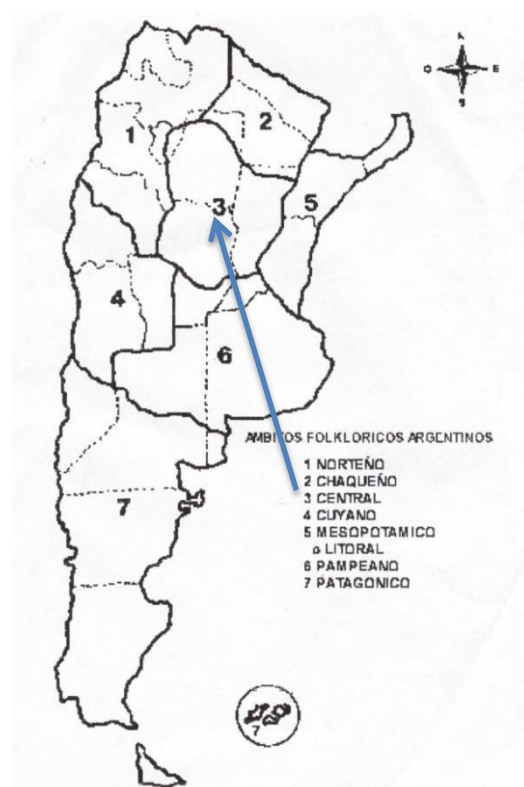 N
O E
S
1
2
3
5
4
6
7
AMBITOS FOLKLORICOS ARGENTINOS
1 NORTEÑO
2 CHAQUEÑO
3 CENTRAL
4 CUYANO
5 MESOPOTAMICO
o LITORAL
6 PAMPEANO
7 PATAGONICO
7